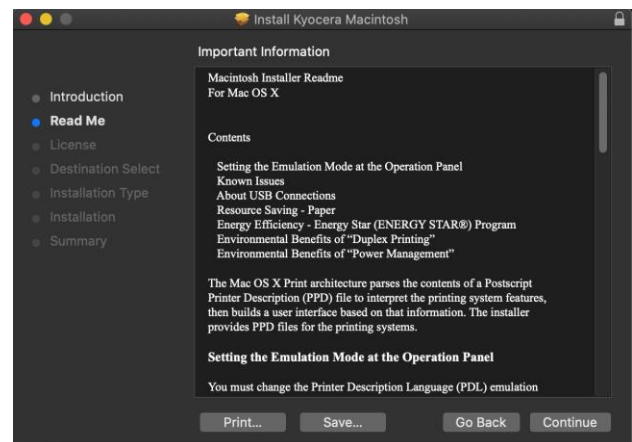 Install Kyocera Macintosh
Important Information
Introduction
Read Me
License
Destination Select
Installation Type
Installation
Summary
Macintosh Installer Readme
For Mac OS X
Contents
Setting the Emulation Mode at the Operation Panel
Known Issues
About USB Connections
Resource Saving - Paper
Energy Efficiency - Energy Star (ENERGY STAR®) Program
Environmental Benefits of “Duplex Printing”
Environmental Benefits of “Power Management”
The Mac OS X Print architecture parses the contents of a Postscript
Printer Description (PPD) file to interpret the printing system features,
then builds a user interface based on that information. The installer
provides PPD files for the printing systems.
Setting the Emulation Mode at the Operation Panel
You must change the Printer Description Language (PDL) emulation
Print...
Save...
Go Back
Continue